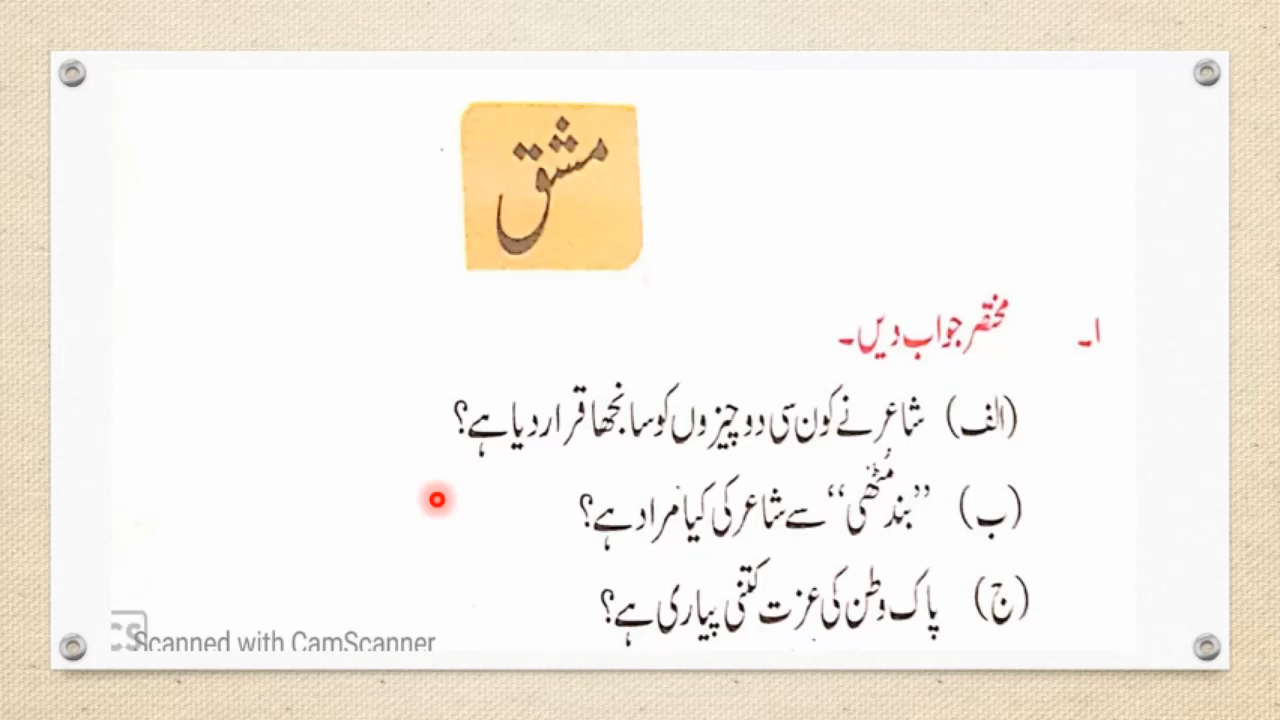 مشق
ا۔ مختصر جواب دیں۔
(الف) شاعر نے کون سی دو چیزوں کو سانجھا قرار دیا ہے؟
(ب) ”بند مُٹھی“ سے شاعر کی کیا مراد ہے؟
(ج) پاک وطن کی عزت کتنی پیاری ہے؟
CS Scanned with CamScanner